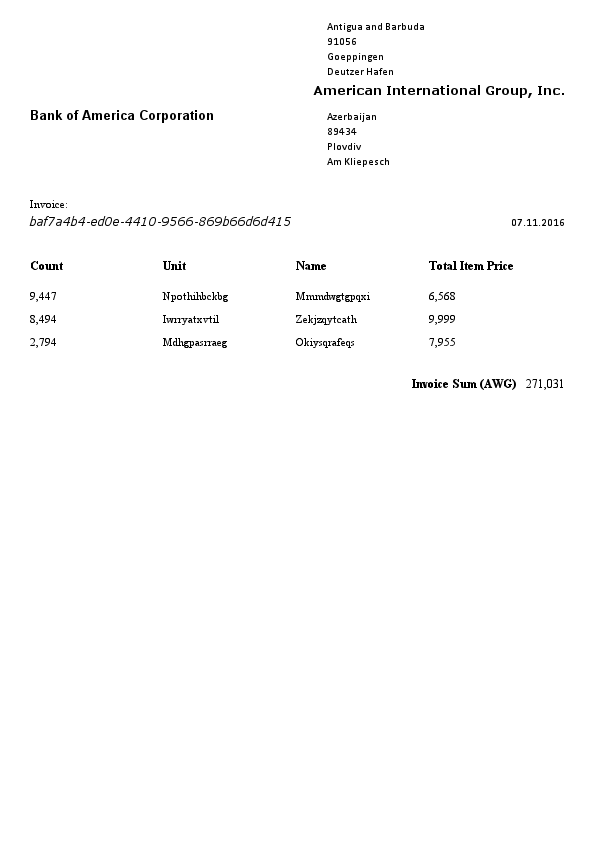 Antigua and Barbuda
91056
Goeppingen
Deutzer Hafen
American International Group, Inc.
Bank of America Corporation
Azerbaijan
89434
Plovdiv
Am Kliepesch
Invoice:
baf7a4b4-ed0e-4410-9566-869b66d6d415
07.11.2016
Count Unit Name Total Item Price
9,447 Npothihbckbg Mmmdwgtgpqxi 6,568
8,494 Iwrryatxvtil Zekjzqytcath 9,999
2,794 Mdhgpasrraeg Okiysqrafeqs 7,955
Invoice Sum (AWG) 271,031